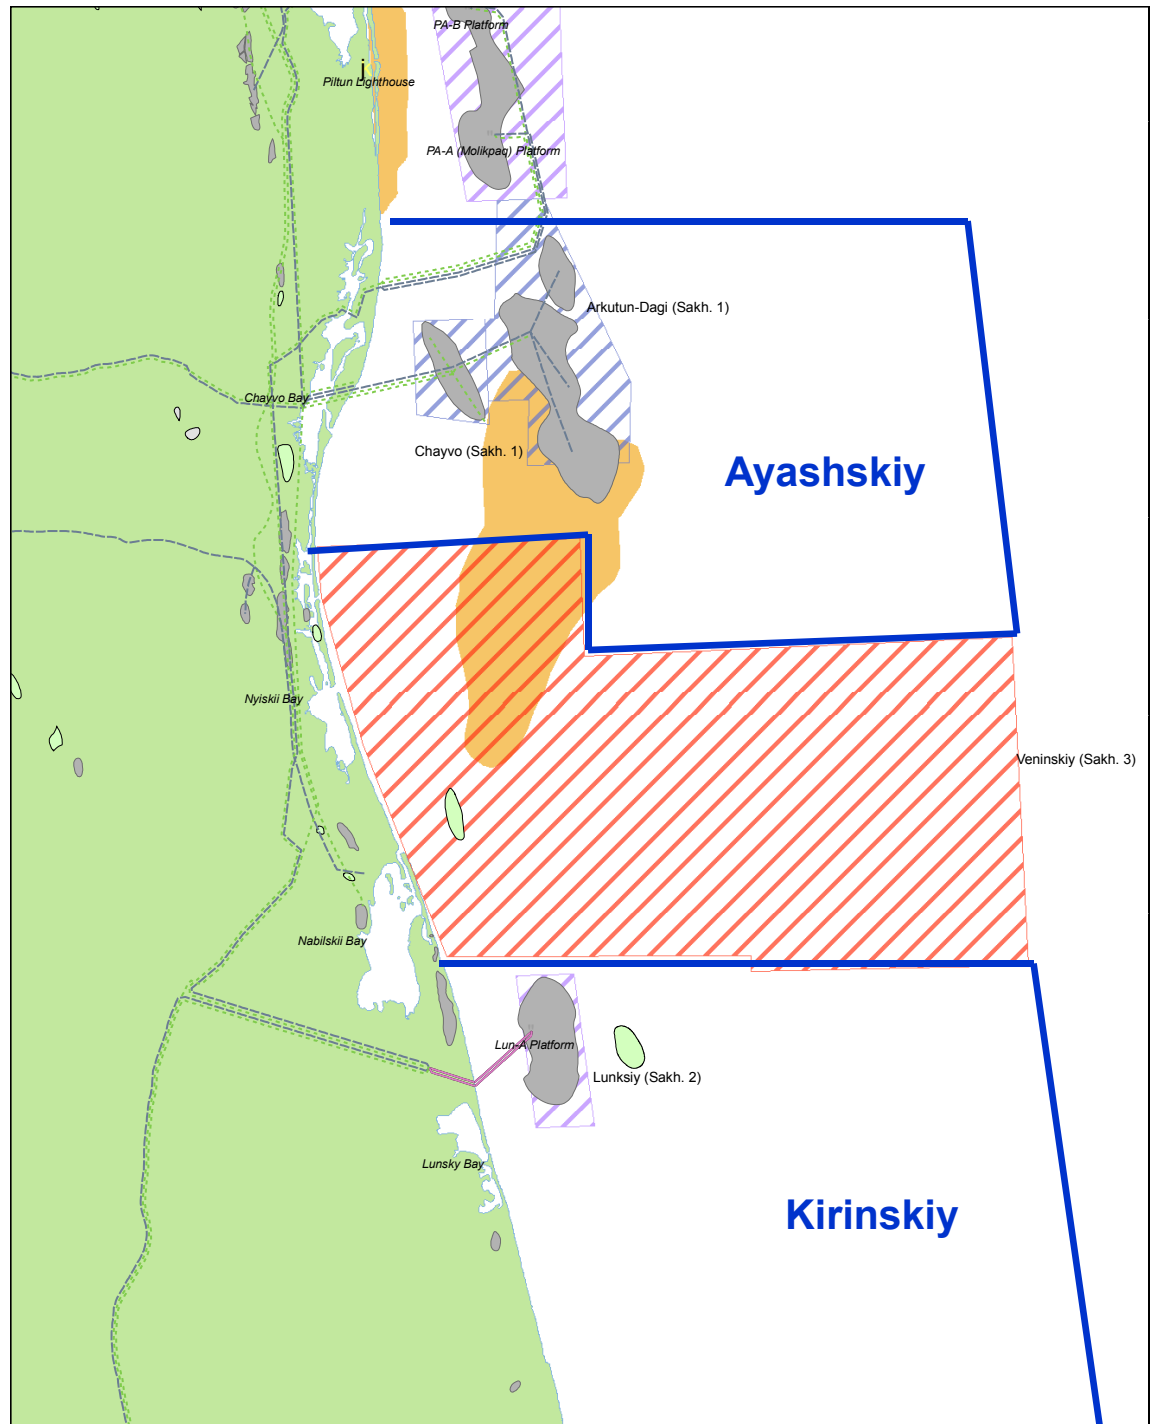 PA-B Platform
j
Piltun Lighthouse
PA-A (Molikpaq) Platform
Arkutun-Dagi (Sakh. 1)
Chayvo Bay
Chayvo (Sakh. 1)
Ayashskiy
Nyiskii Bay
Veninskiy (Sakh. 3)
Nabilskii Bay
Lun-A Platform
Lunksiy (Sakh. 2)
Lunsky Bay
Kirinskiy